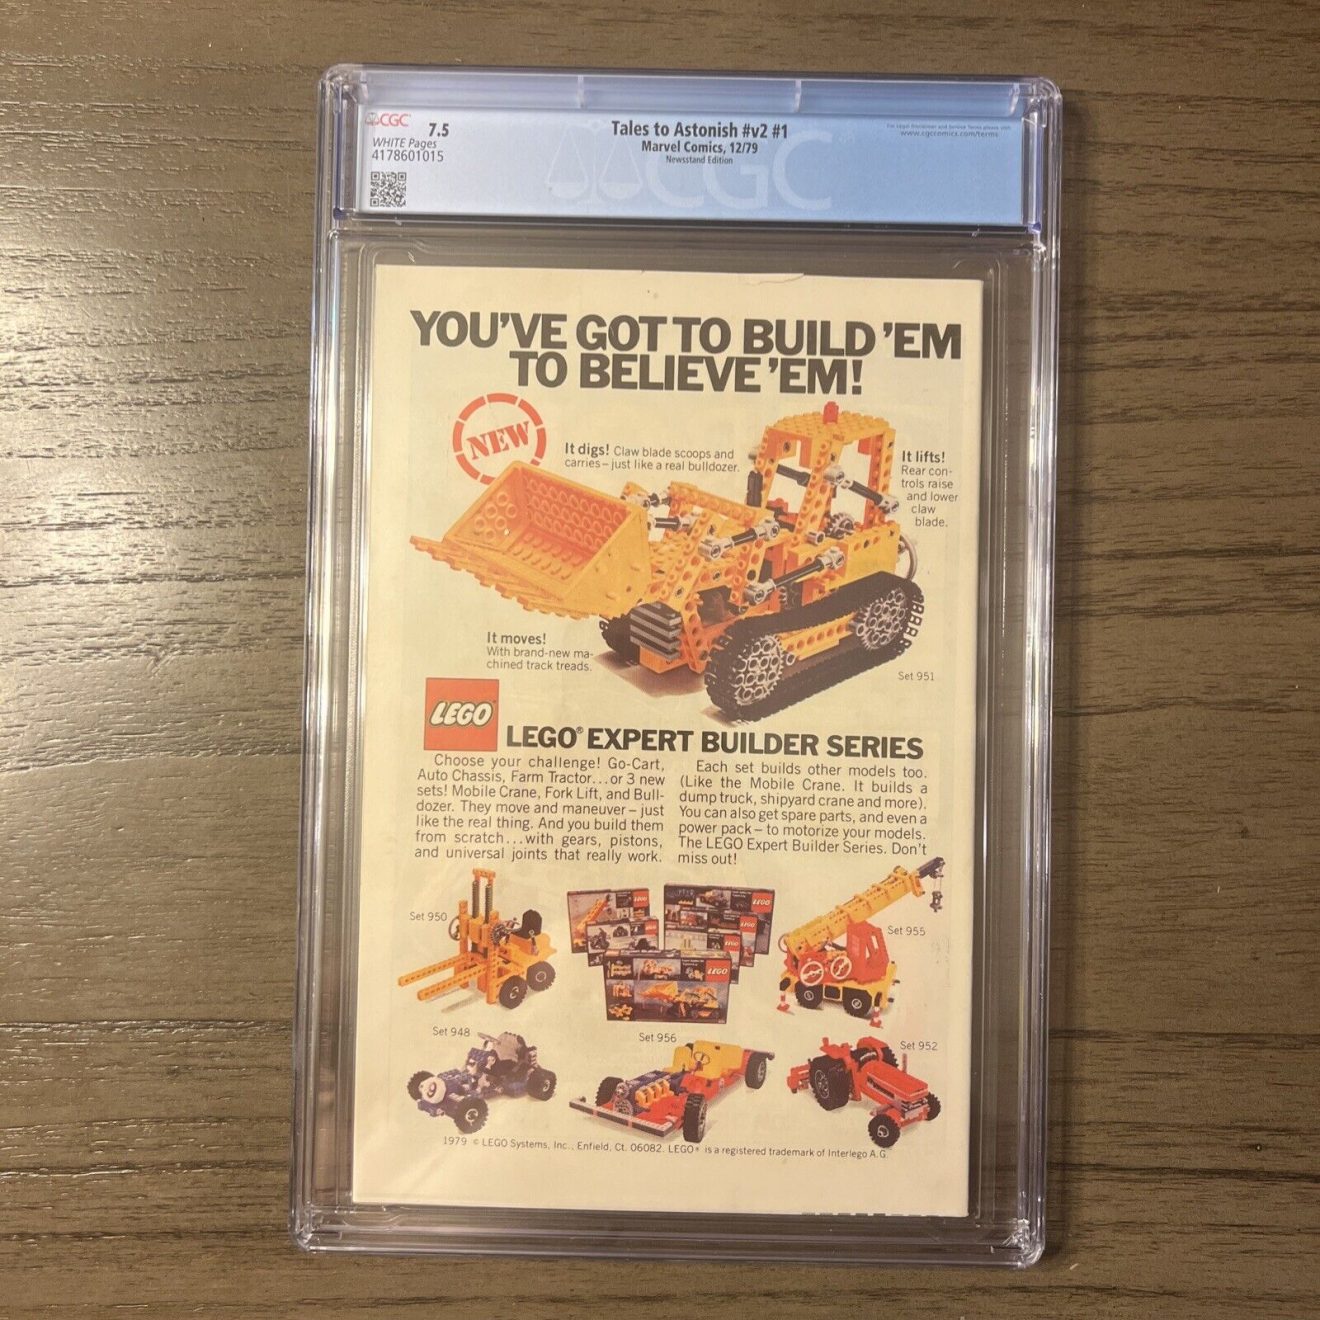 CGC
7.5
WHITE Pages
4178601015
Tales to Astonish #v2 #1
Marvel Comics, 12/79
Newsstand Edition
www.cgccomics.com/terms
CGC
YOU'VE GOT TO BUILD 'EM
TO BELIEVE 'EM!
NEW
It digs! Claw blade scoops and
carries – just like a real bulldozer.
It lifts!
Rear con-
trols raise
and lower
claw
blade.
It moves!
With brand-new ma-
chined track treads.
Set 951
LEGO
LEGO® EXPERT BUILDER SERIES
Choose your challenge! Go-Cart,
Auto Chassis, Farm Tractor...or 3 new
sets! Mobile Crane, Fork Lift, and Bull-
dozer. They move and maneuver – just
like the real thing. And you build them
from scratch...with gears, pistons,
and universal joints that really work.
Each set builds other models too.
(Like the Mobile Crane. It builds a
dump truck, shipyard crane and more).
You can also get spare parts, and even a
power pack – to motorize your models.
The LEGO Expert Builder Series. Don't
miss out!
Set 950
LEGO
LEGO
LEGO
LEGO
LEGO
Set 955
Set 948
9
Set 956
Set 952
1979 © LEGO Systems, Inc., Enfield, Ct. 06082. LEGO® is a registered trademark of Interlego A.G.